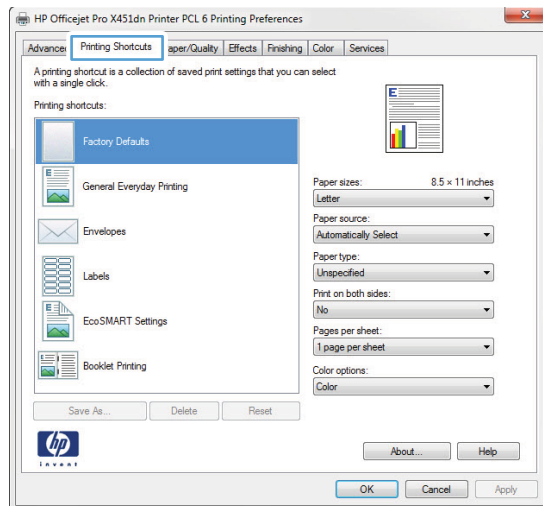 HP Officejet Pro X451dn Printer PCL 6 Printing Preferences
Advanced Printing Shortcuts aper/Quality Effects Finishing Color Services
A printing shortcut is a collection of saved print settings that you can select
with a single click.
Printing shortcuts:
Factory Defaults
General Everyday Printing
Envelopes
Labels
EcoSMART Settings
Booklet Printing
E
Paper sizes: 8.5 × 11 inches
Letter
Paper source:
Automatically Select
Paper type:
Unspecified
Print on both sides:
No
Pages per sheet:
1 page per sheet
Color options:
Color
Save As... Delete Reset
hp
invent
About... Help
OK Cancel Apply